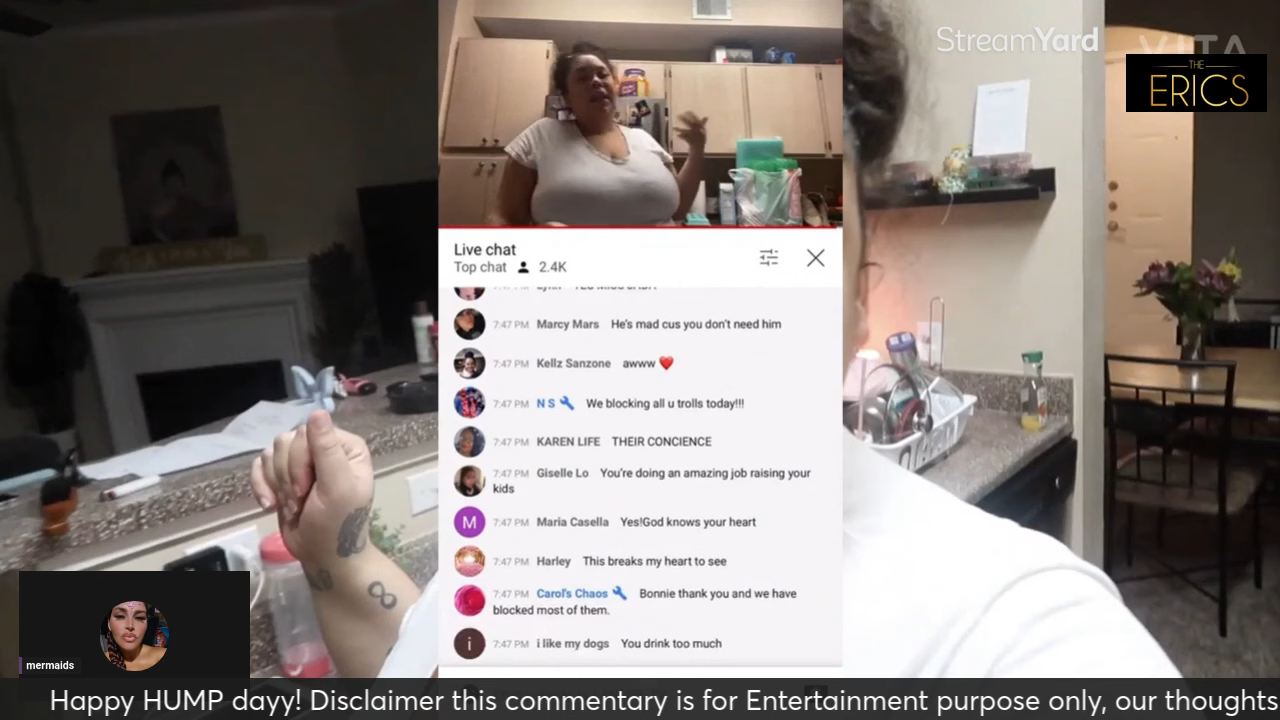 StreamYard
VITA
THE
ERICS
Live chat
Top chat 2.4K
7:47 PM Marcy Mars He's mad cus you don't need him
7:47 PM Kellz Sanzone awww ❤️
7:47 PM N S We blocking all u trolls today!!!
7:47 PM KAREN LIFE THEIR CONCIENCE
7:47 PM Giselle Lo You're doing an amazing job raising your
kids
M 7:47 PM Maria Casella Yes!God knows your heart
7:47 PM Harley This breaks my heart to see
7:47 PM Carol's Chaos Bonnie thank you and we have
blocked most of them.
i 7:47 PM i like my dogs You drink too much
mermaids
Happy HUMP dayy! Disclaimer this commentary is for Entertainment purpose only, our thoughts